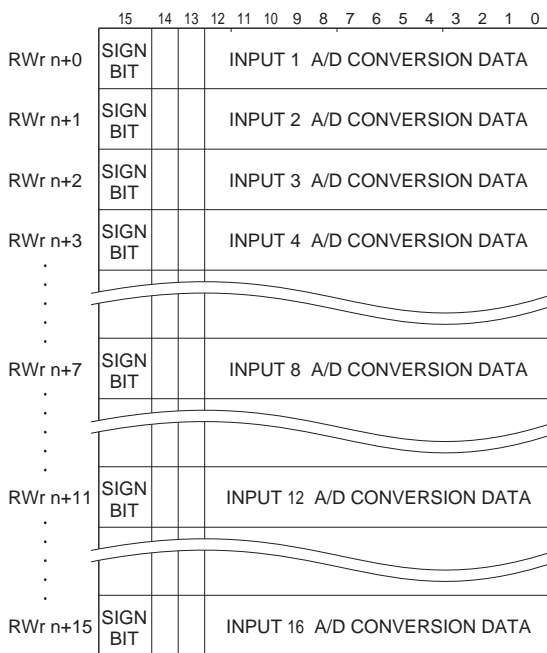 15 14 13 12 11 10 9 8 7 6 5 4 3 2 1 0
RWr n+0 SIGN BIT INPUT 1 A/D CONVERSION DATA
RWr n+1 SIGN BIT INPUT 2 A/D CONVERSION DATA
RWr n+2 SIGN BIT INPUT 3 A/D CONVERSION DATA
RWr n+3 SIGN BIT INPUT 4 A/D CONVERSION DATA
RWr n+7 SIGN BIT INPUT 8 A/D CONVERSION DATA
RWr n+11 SIGN BIT INPUT 12 A/D CONVERSION DATA
RWr n+15 SIGN BIT INPUT 16 A/D CONVERSION DATA